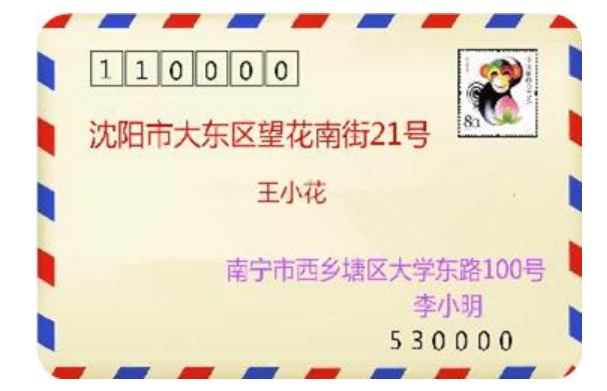 110000
沈阳市大东区望花南街21号
王小花
南宁市西乡塘区大学东路100号
李小明
530000